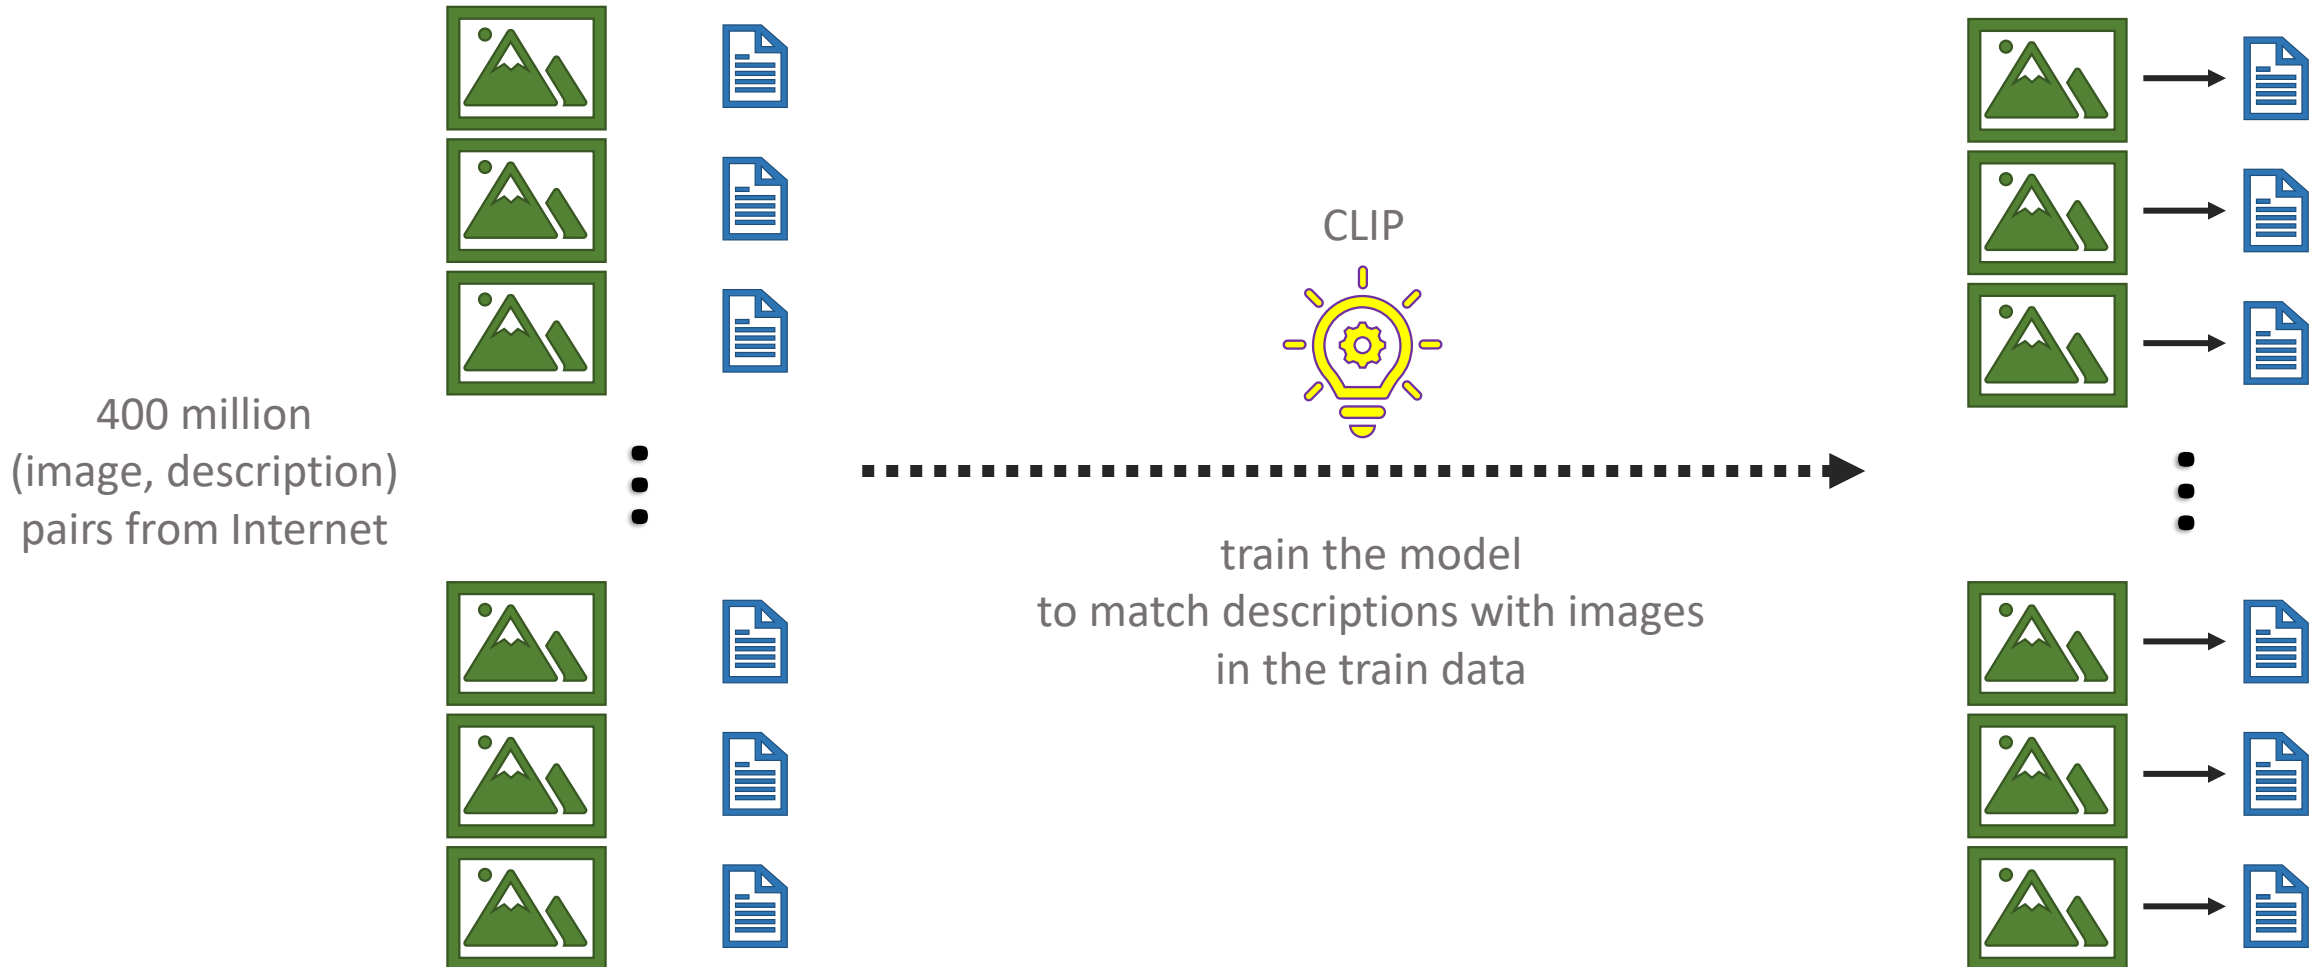 400 million
(image, description)
pairs from Internet
CLIP
train the model
to match descriptions with images
in the train data